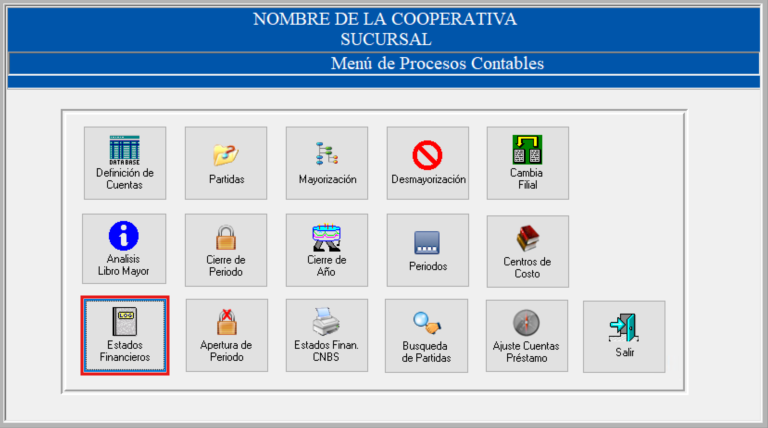 NOMBRE DE LA COOPERATIVA
SUCURSAL
Menú de Procesos Contables
DATABASE
Definición de
Cuentas
Partidas
Mayorización
Desmayorización
Cambia
Filial
Analisis
Libro Mayor
Cierre de
Periodo
Cierre de
Año
Periodos
Centros de
Costo
LOG
Estados
Financieros
Apertura de
Periodo
Estados Finan.
CNBS
Busqueda
de Partidas
Ajuste Cuentas
Préstamo
Salir